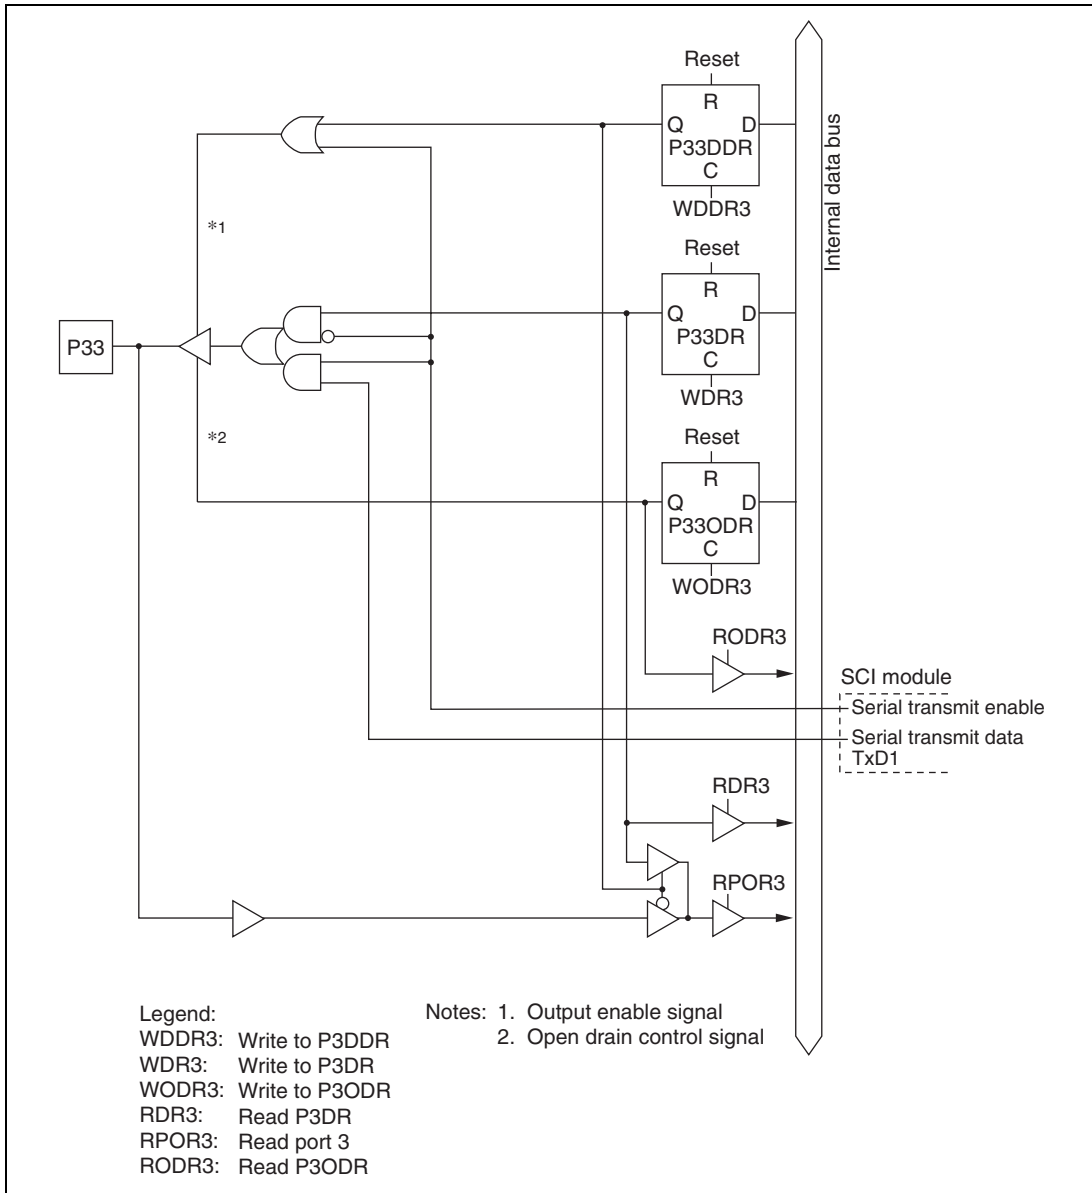 Reset
R
Q D
P33DDR
C
WDDR3
Internal data bus
*1
Reset
R
Q D
P33DR
C
WDR3
P33
*2
Reset
R
Q D
P33ODR
C
WODR3
RODR3
SCI module
Serial transmit enable
Serial transmit data
TxD1
RDR3
RPOR3
Legend:
WDDR3: Write to P3DDR
WDR3: Write to P3DR
WODR3: Write to P3ODR
RDR3: Read P3DR
RPOR3: Read port 3
RODR3: Read P3ODR
Notes: 1. Output enable signal
2. Open drain control signal